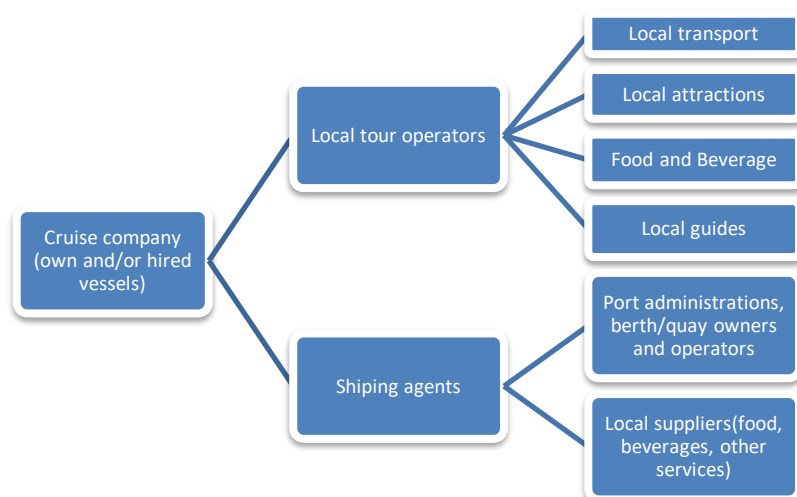 Cruise company
(own and/or hired
vessels)
Local tour operators
Local transport
Local attractions
Food and Beverage
Local guides
Shiping agents
Port administrations,
berth/quay owners
and operators
Local suppliers(food,
beverages, other
services)